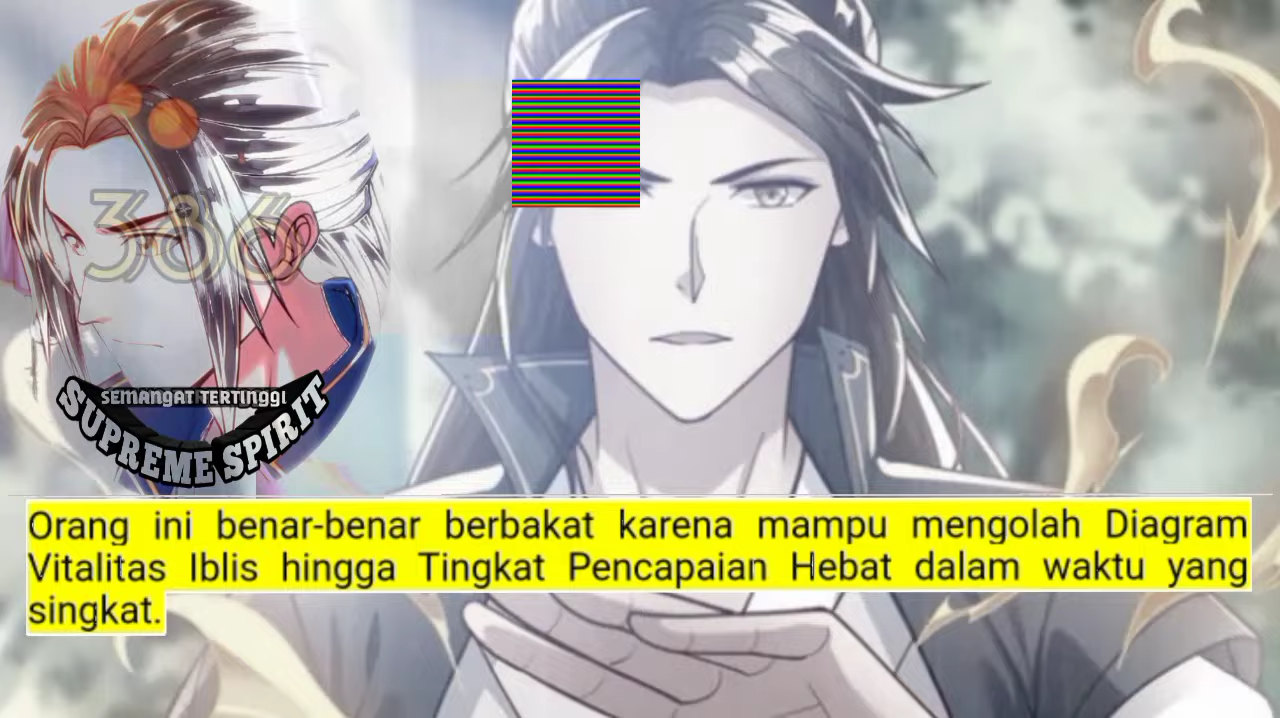 386
SEMANGAT TERTINGGI
SUPREME SPIRIT
Orang ini benar-benar berbakat karena mampu mengolah Diagram
Vitalitas Iblis hingga Tingkat Pencapaian Hebat dalam waktu yang
singkat.